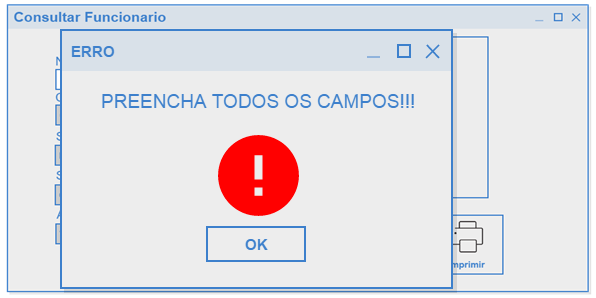 Consultar Funcionario
ERRO
PREENCHA TODOS OS CAMPOS!!!
OK
mprimir